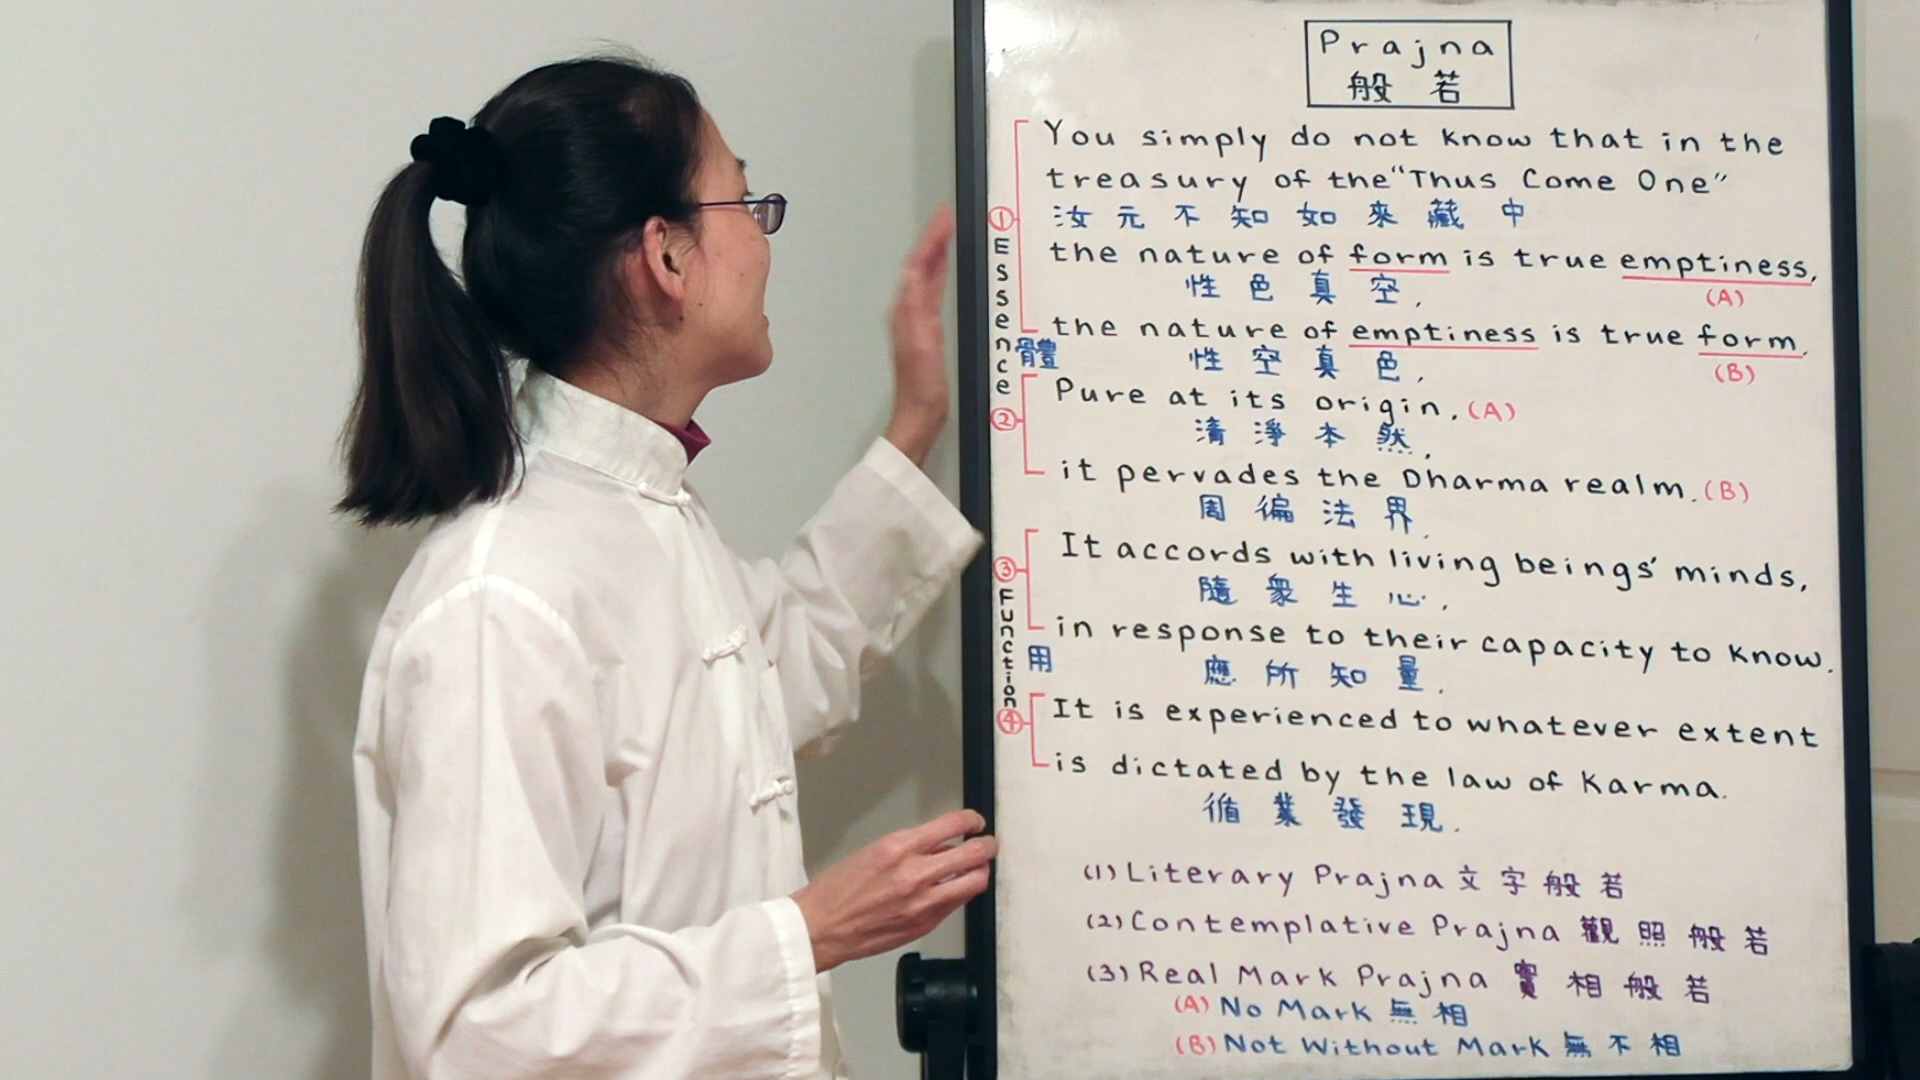 Prajna
般若
You simply do not know that in the
treasury of the "Thus Come One"
汝元不知如來藏中
① Essence 體
the nature of form is true emptiness,
性色真空,
(A)
the nature of emptiness is true form.
性空真色,
(B)
② Pure at its origin, (A)
清淨本然,
it pervades the Dharma realm. (B)
周徧法界,
③ It accords with living beings' minds,
隨衆生心,
Function 用
in response to their capacity to know.
應所知量,
④ It is experienced to whatever extent
is dictated by the law of Karma.
循業發現.
(1) Literary Prajna 文字般若
(2) Contemplative Prajna 觀照般若
(3) Real Mark Prajna 實相般若
(A) No Mark 無相
(B) Not Without Mark 無不相